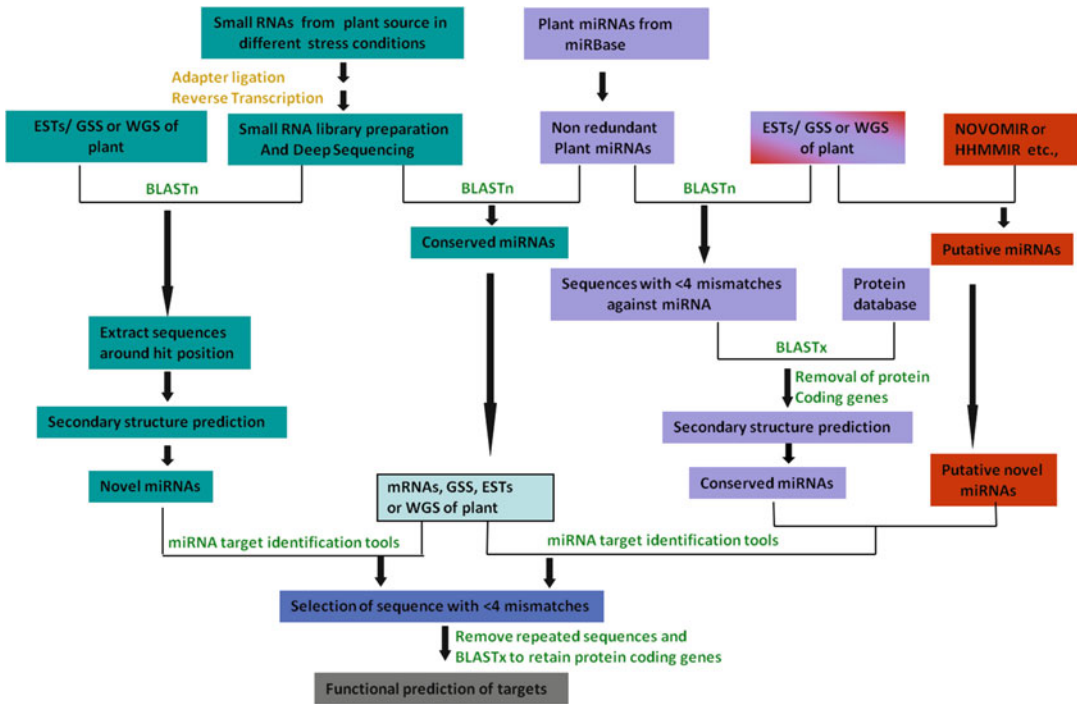 Small RNAs from plant source in
different stress conditions
Plant miRNAs from
miRBase
Adapter ligation
Reverse Transcription
ESTs/ GSS or WGS of
plant
Small RNA library preparation
And Deep Sequencing
Non redundant
Plant miRNAs
ESTs/ GSS or WGS
of plant
NOVOMIR or
HHMMIR etc.,
BLASTn
BLASTn
BLASTn
Conserved miRNAs
Putative miRNAs
Sequences with <4 mismatches
against miRNA
Protein
database
Extract sequences
around hit position
BLASTx
Removal of protein
Coding genes
Secondary structure prediction
Secondary structure prediction
Novel miRNAs
mRNAs, GSS, ESTs
or WGS of plant
Conserved miRNAs
Putative novel
miRNAs
miRNA target identification tools
miRNA target identification tools
Selection of sequence with <4 mismatches
Remove repeated sequences and
BLASTx to retain protein coding genes
Functional prediction of targets